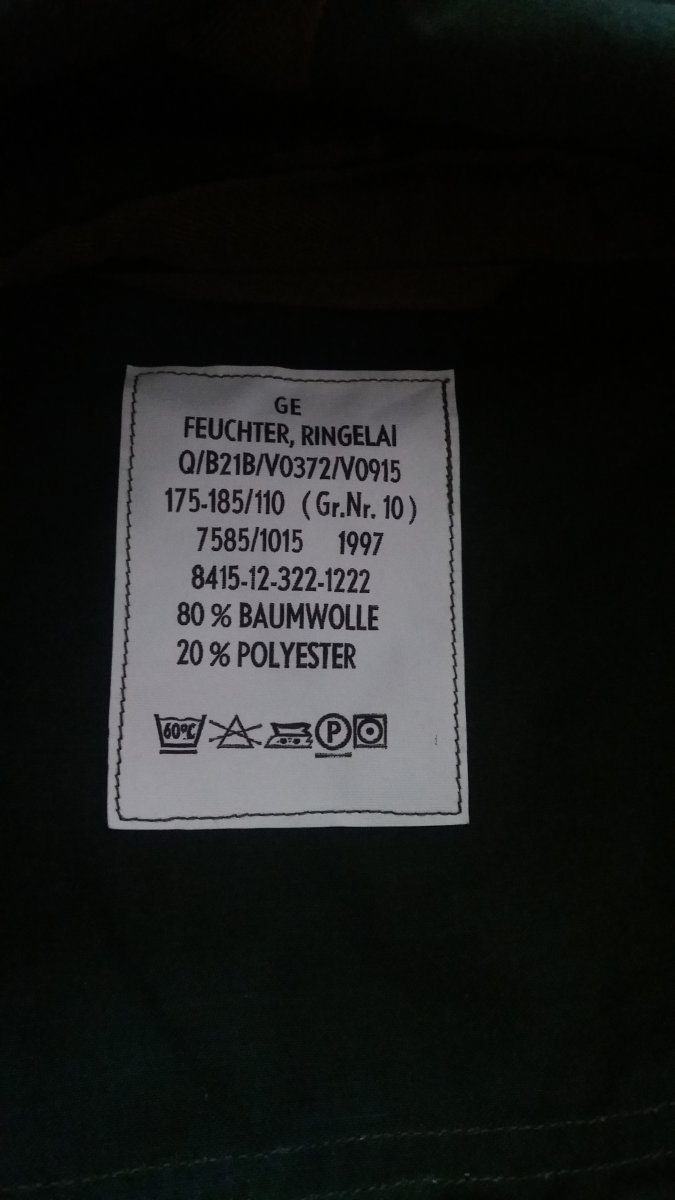 GE
FEUCHTER, RINGELAI
Q/B21B/V0372/V0915
175-185/110 (Gr.Nr. 10)
7585/1015 1997
8415-12-322-1222
80 % BAUMWOLLE
20 % POLYESTER
60°C P